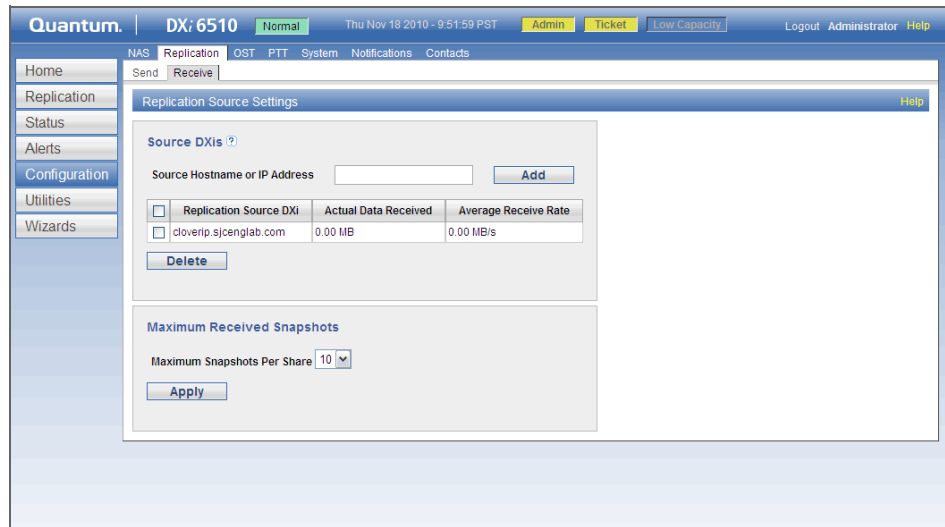 Quantum. DXi 6510 Normal Thu Nov 18 2010 - 9:51:59 PST Admin Ticket Low Capacity Logout Administrator Help
NAS Replication OST PTT System Notifications Contacts
Send Receive
Home
Replication
Status
Alerts
Configuration
Utilities
Wizards
Replication Source Settings Help
Source DXis ?
Source Hostname or IP Address Add
Replication Source DXi Actual Data Received Average Receive Rate
cloverip.sjcenglab.com 0.00 MB 0.00 MB/s
Delete
Maximum Received Snapshots
Maximum Snapshots Per Share 10
Apply